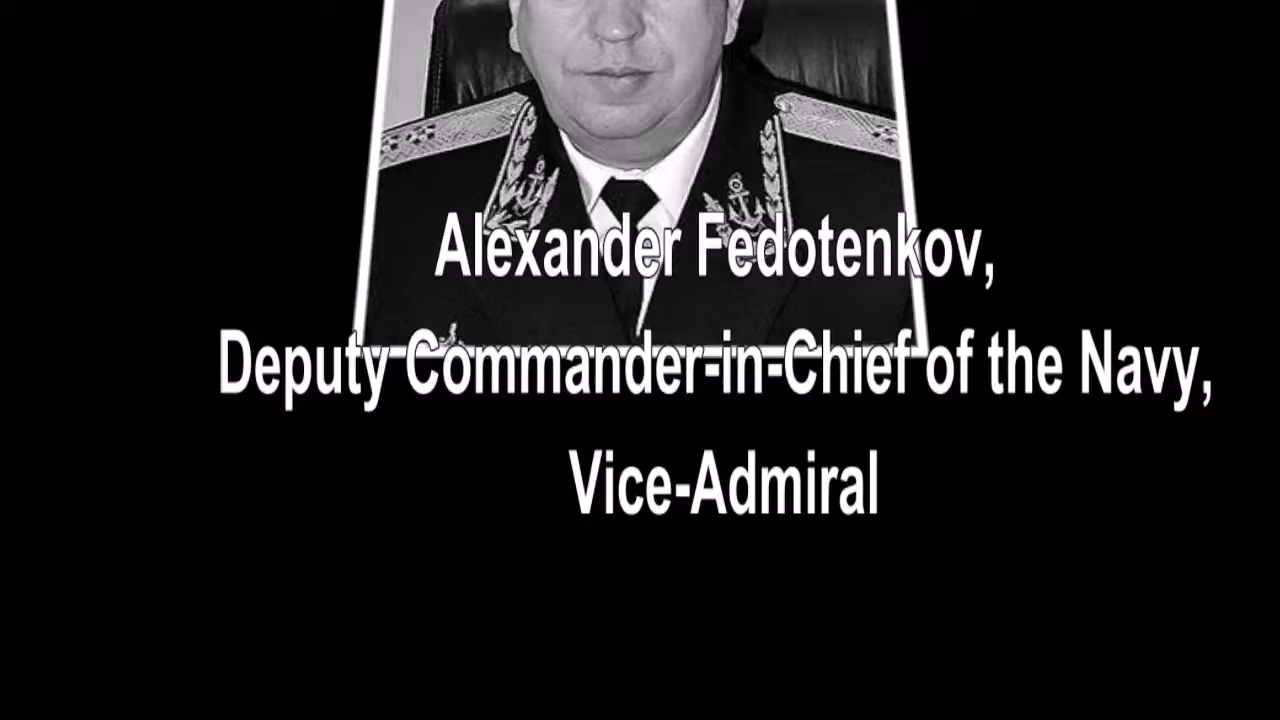 Alexander Fedotenkov,
Deputy Commander-in-Chief of the Navy,
Vice-Admiral